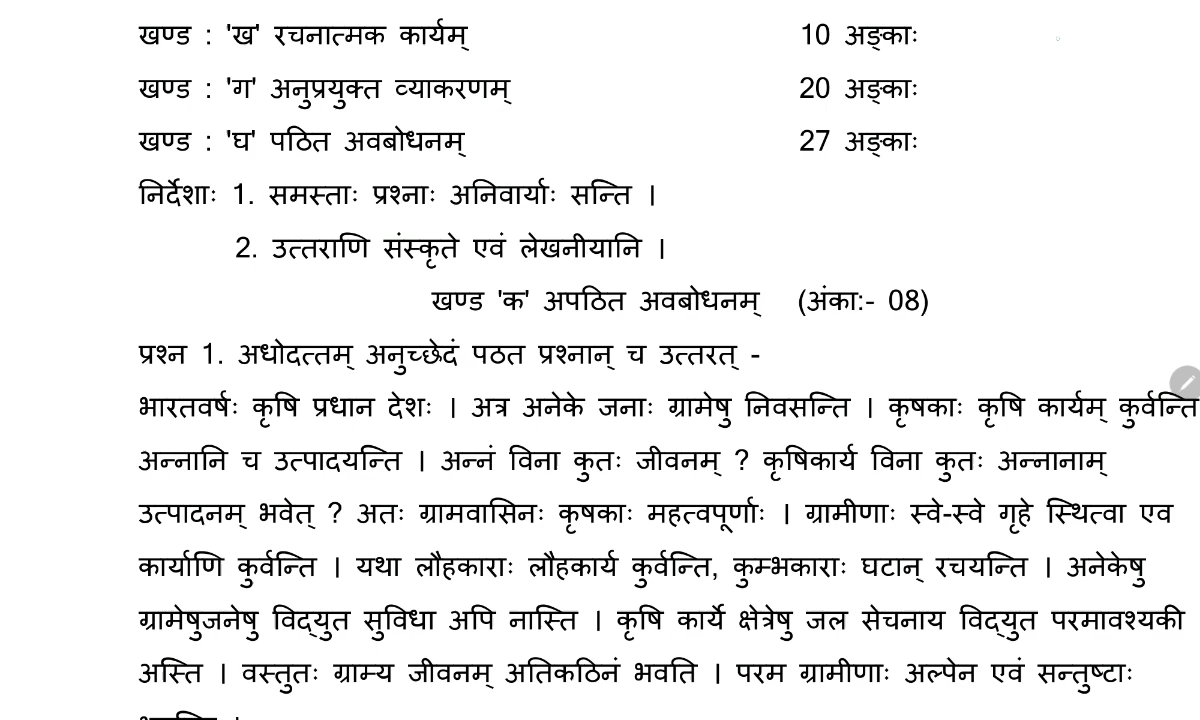 खण्ड : 'ख' रचनात्मक कार्यम् 10 अङ्काः
खण्ड : 'ग' अनुप्रयुक्त व्याकरणम् 20 अङ्काः
खण्ड : 'घ' पठित अवबोधनम् 27 अङ्काः
निर्देशाः 1. समस्ताः प्रश्नाः अनिवार्याः सन्ति ।
2. उत्तराणि संस्कृते एवं लेखनीयानि ।
खण्ड 'क' अपठित अवबोधनम् (अंका:- 08)
प्रश्न 1. अधोदत्तम् अनुच्छेदं पठत प्रश्नान् च उत्तरत् -
भारतवर्षः कृषि प्रधान देशः । अत्र अनेके जनाः ग्रामेषु निवसन्ति । कृषकाः कृषि कार्यम् कुर्वन्ति
अन्नानि च उत्पादयन्ति । अन्नं विना कुतः जीवनम् ? कृषिकार्य विना कुतः अन्नानाम्
उत्पादनम् भवेत् ? अतः ग्रामवासिनः कृषकाः महत्वपूर्णाः । ग्रामीणाः स्वे-स्वे गृहे स्थित्वा एव
कार्याणि कुर्वन्ति । यथा लौहकाराः लौहकार्य कुर्वन्ति, कुम्भकाराः घटान् रचयन्ति । अनेकेषु
ग्रामेषुजनेषु विद्युत सुविधा अपि नास्ति । कृषि कार्ये क्षेत्रेषु जल सेचनाय विद्युत परमावश्यकी
अस्ति । वस्तुतः ग्राम्य जीवनम् अतिकठिनं भवति । परम ग्रामीणाः अल्पेन एवं सन्तुष्टाः